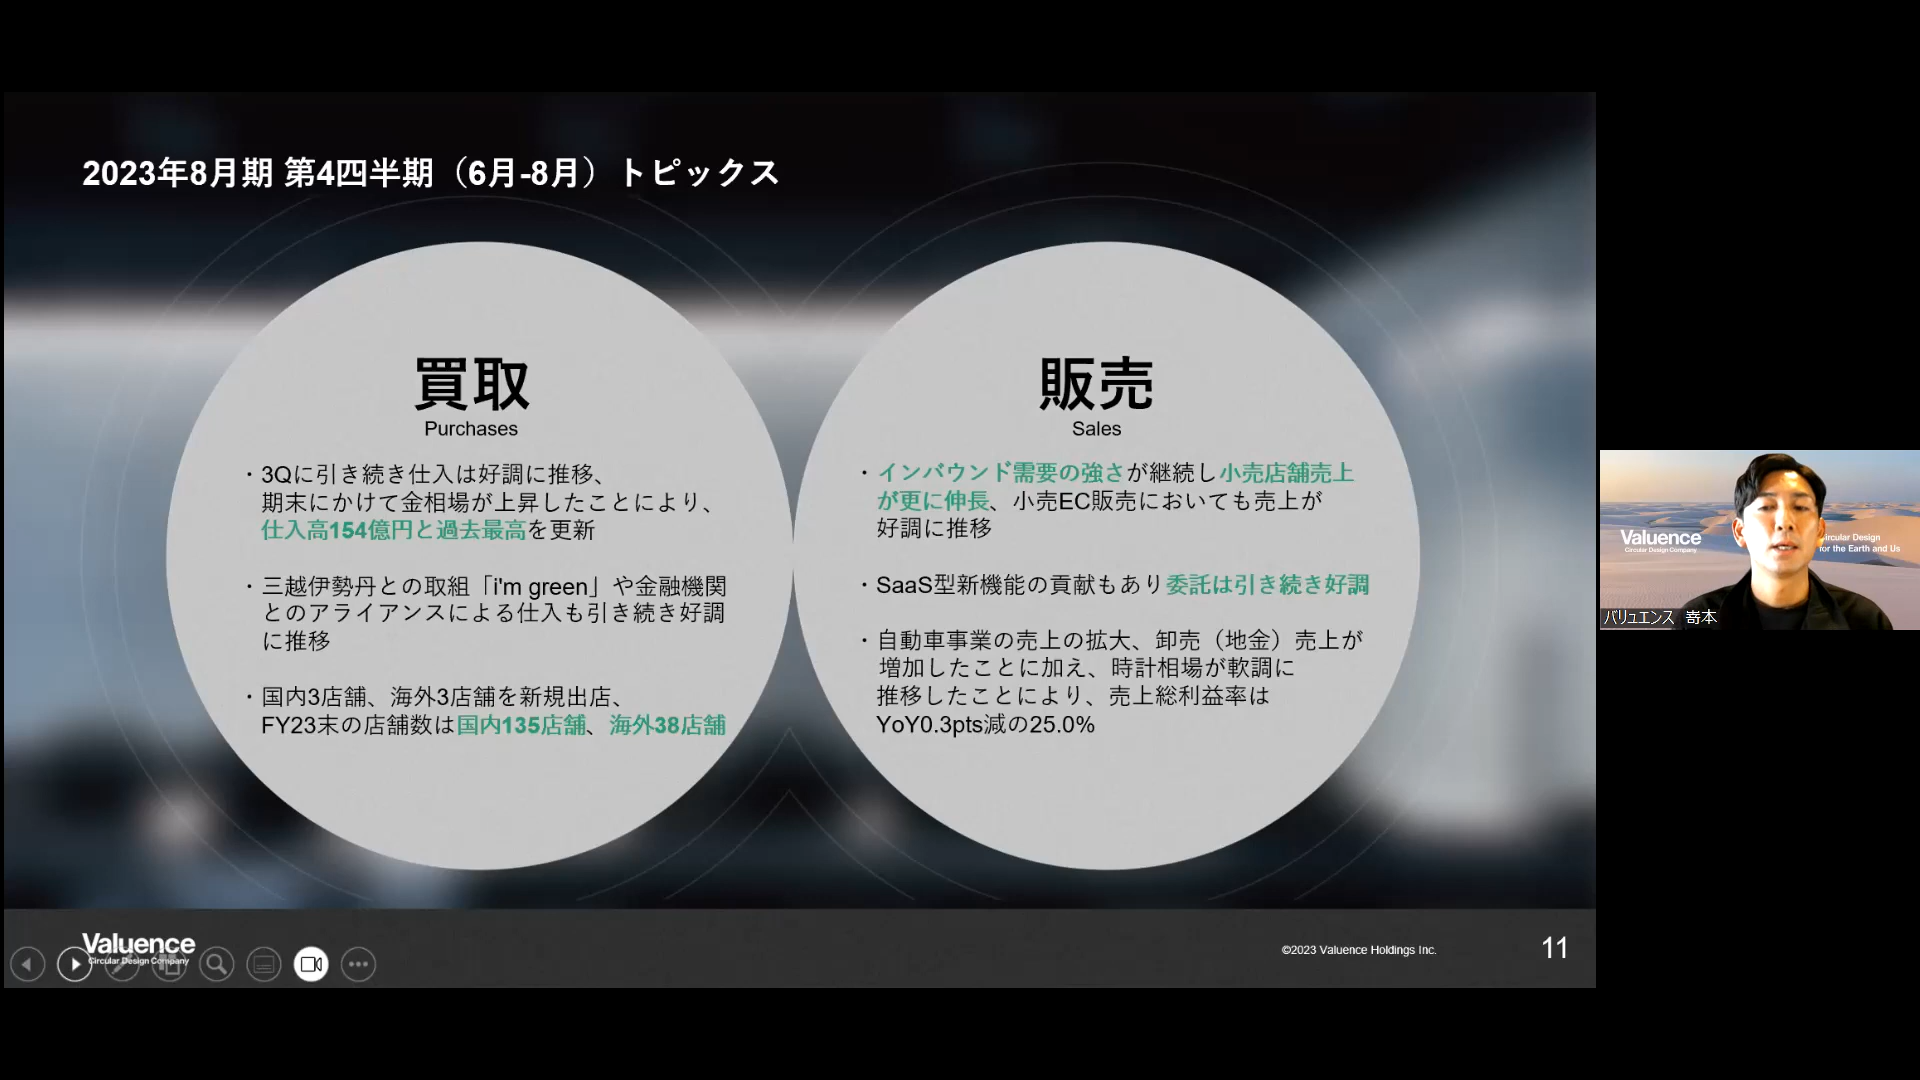 2023年8月期 第4四半期（6月-8月）トピックス
買取
Purchases
・3Qに引き続き仕入は好調に推移、
期末にかけて金相場が上昇したことにより、
仕入高154億円と過去最高を更新
・三越伊勢丹との取組「i'm green」や金融機関
とのアライアンスによる仕入も引き続き好調
に推移
・国内3店舗、海外3店舗を新規出店、
FY23末の店舗数は国内135店舗、海外38店舗
販売
Sales
・インバウンド需要の強さが継続し小売店舗売上
が更に伸長、小売EC販売においても売上が
好調に推移
・SaaS型新機能の貢献もあり委託は引き続き好調
・自動車事業の売上の拡大、卸売（地金）売上が
増加したことに加え、時計相場が軟調に
推移したことにより、売上総利益率は
YoY0.3pts減の25.0%
Valuence
Circular Design Company
©2023 Valuence Holdings Inc.
11
Valuence
Circular Design Company
ircular Design
for the Earth and Us
バリュエンス 嵜本